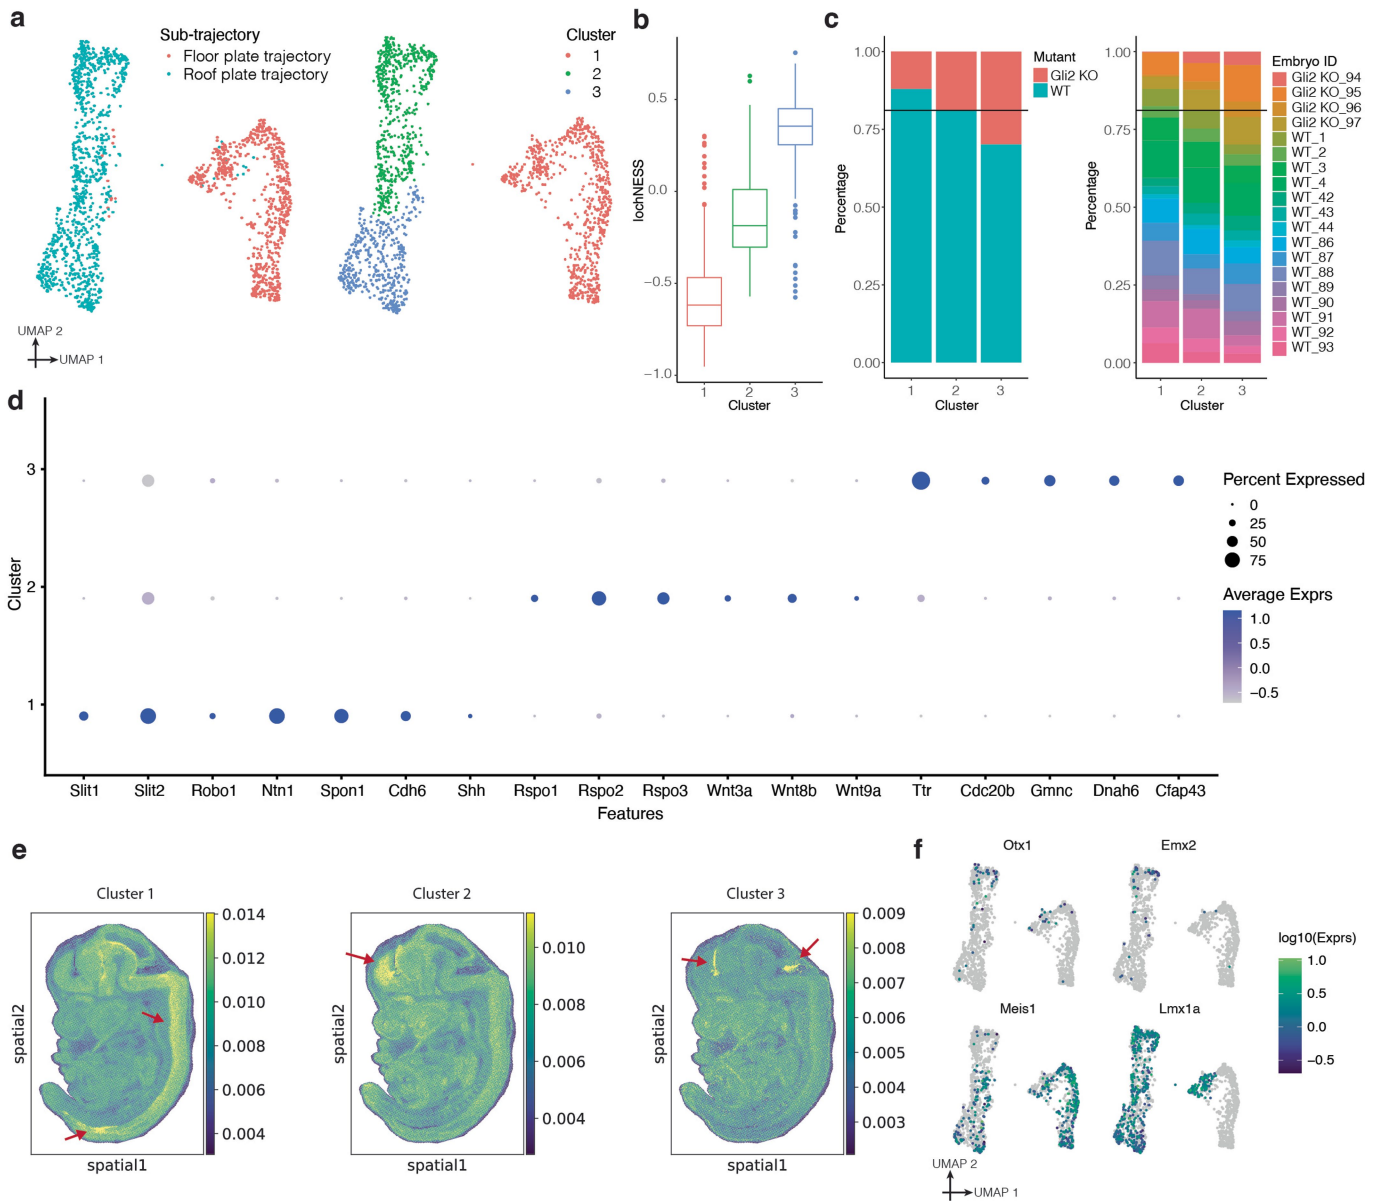 a
Sub-trajectory
Floor plate trajectory
Roof plate trajectory
Cluster
1
2
3
UMAP 2
UMAP 1
b
lochNESS
0.5
0.0
−0.5
−1.0
1 2 3
Cluster
c
Percentage
1.00
0.75
0.50
0.25
0.00
1 2 3
Cluster
Mutant
Gli2 KO
WT
Percentage
1.00
0.75
0.50
0.25
0.00
1 2 3
Cluster
Embryo ID
Gli2 KO_94
Gli2 KO_95
Gli2 KO_96
Gli2 KO_97
WT_1
WT_2
WT_3
WT_4
WT_42
WT_43
WT_44
WT_86
WT_87
WT_88
WT_89
WT_90
WT_91
WT_92
WT_93
d
Cluster
3
2
1
Slit1 Slit2 Robo1 Ntn1 Spon1 Cdh6 Shh Rspo1 Rspo2 Rspo3 Wnt3a Wnt8b Wnt9a Ttr Cdc20b Gmnc Dnah6 Cfap43
Features
Percent Expressed
0
25
50
75
Average Exprs
1.0
0.5
0.0
−0.5
e
Cluster 1
spatial2
spatial1
0.014
0.012
0.010
0.008
0.006
0.004
Cluster 2
spatial2
spatial1
0.010
0.008
0.006
0.004
Cluster 3
spatial2
spatial1
0.009
0.008
0.007
0.006
0.005
0.004
0.003
f
Otx1
Emx2
Meis1
Lmx1a
log10(Exprs)
1.0
0.5
0.0
−0.5
UMAP 2
UMAP 1